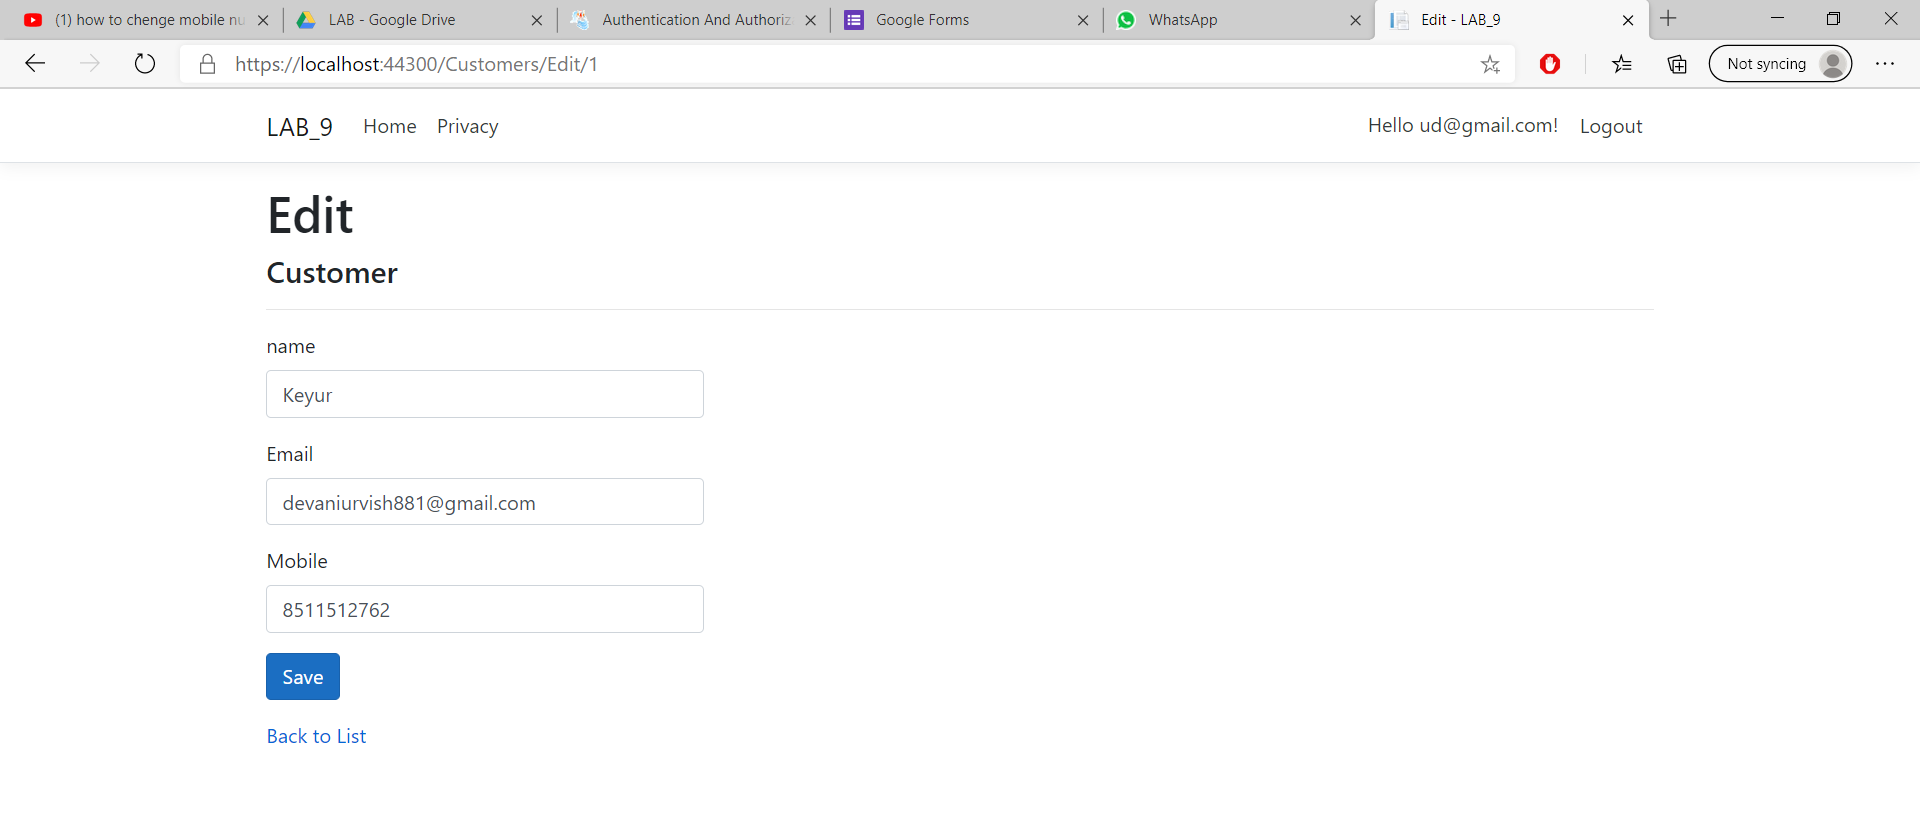 (1) how to chenge mobile nu
LAB - Google Drive
Authentication And Authoriz
Google Forms
WhatsApp
Edit - LAB_9
https://localhost:44300/Customers/Edit/1
Not syncing
LAB_9 Home Privacy Hello ud@gmail.com! Logout
Edit
Customer
name
Keyur
Email
devaniurvish881@gmail.com
Mobile
8511512762
Save
Back to List